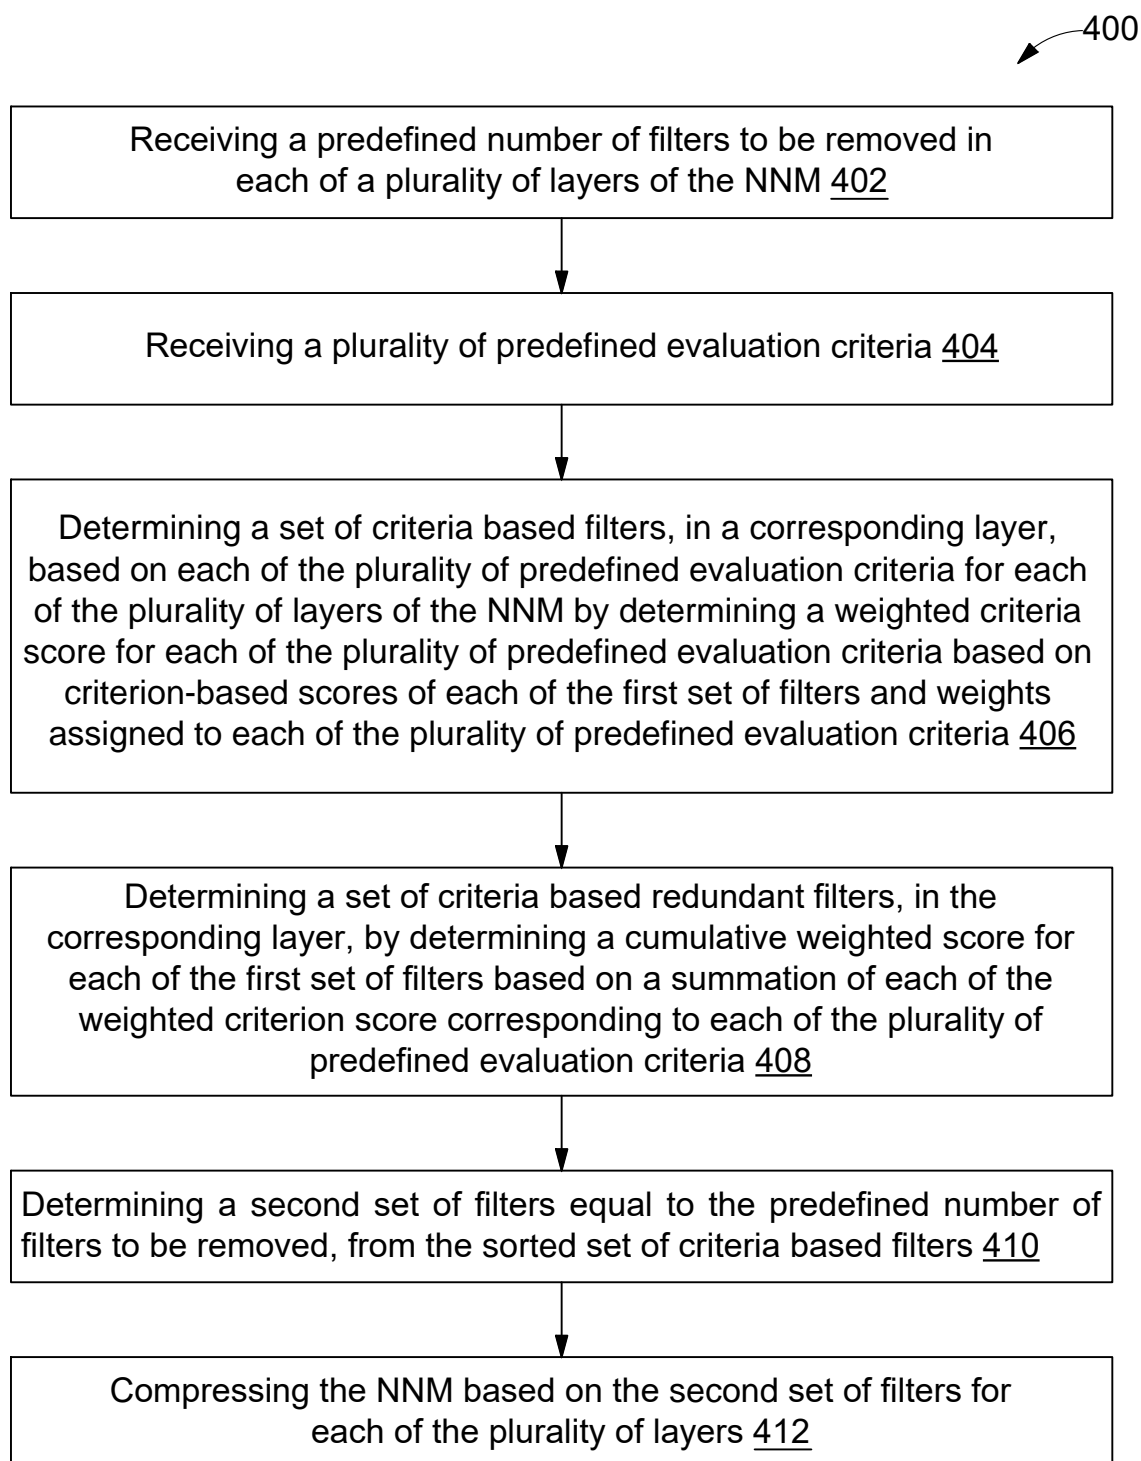 400
Receiving a predefined number of filters to be removed in
each of a plurality of layers of the NNM 402
Receiving a plurality of predefined evaluation criteria 404
Determining a set of criteria based filters, in a corresponding layer,
based on each of the plurality of predefined evaluation criteria for each
of the plurality of layers of the NNM by determining a weighted criteria
score for each of the plurality of predefined evaluation criteria based on
criterion-based scores of each of the first set of filters and weights
assigned to each of the plurality of predefined evaluation criteria 406
Determining a set of criteria based redundant filters, in the
corresponding layer, by determining a cumulative weighted score for
each of the first set of filters based on a summation of each of the
weighted criterion score corresponding to each of the plurality of
predefined evaluation criteria 408
Determining a second set of filters equal to the predefined number of
filters to be removed, from the sorted set of criteria based filters 410
Compressing the NNM based on the second set of filters for
each of the plurality of layers 412